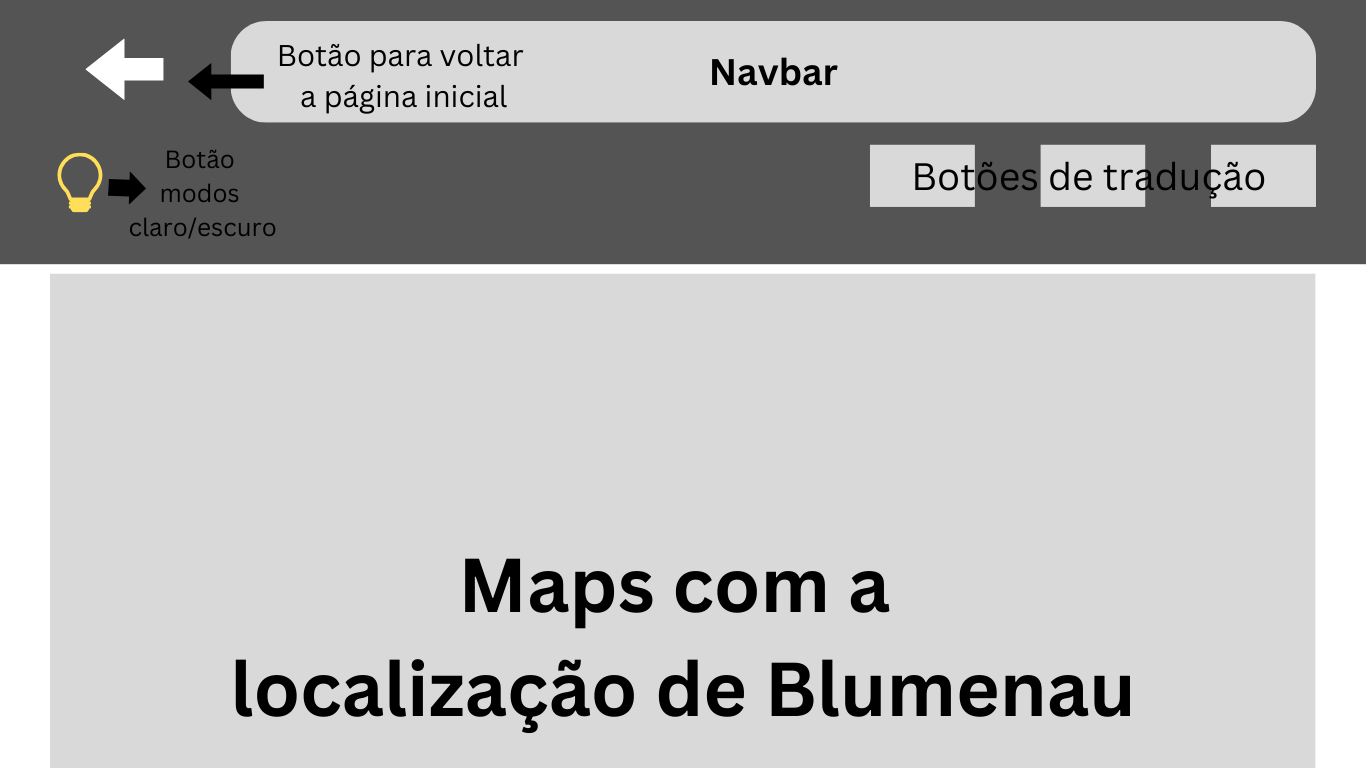 Botão para voltar
a página inicial
Navbar
Botão
modos
claro/escuro
Botões de tradução
Maps com a
localização de Blumenau